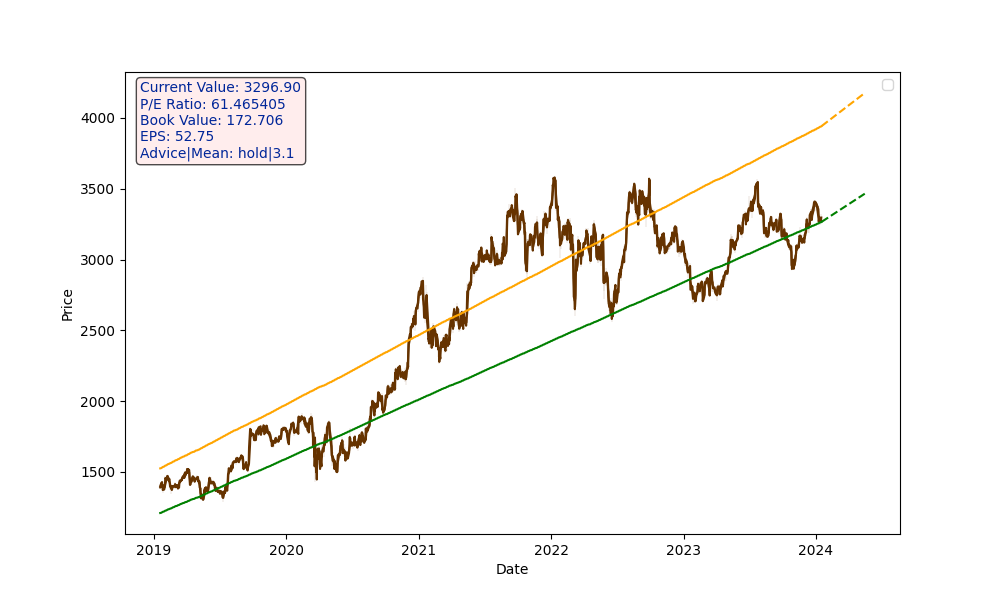 Current Value: 3296.90
P/E Ratio: 61.465405
Book Value: 172.706
EPS: 52.75
Advice|Mean: hold|3.1
4000
3500
3000
2500
2000
1500
Price
2019 2020 2021 2022 2023 2024
Date